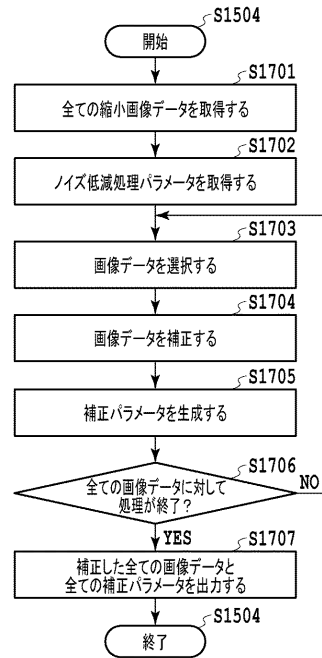 S1504
開始
S1701
全ての縮小画像データを取得する
S1702
ノイズ低減処理パラメータを取得する
S1703
画像データを選択する
S1704
画像データを補正する
S1705
補正パラメータを生成する
S1706
全ての画像データに対して
処理が終了?
NO
YES
S1707
補正した全ての画像データと
全ての補正パラメータを出力する
S1504
終了